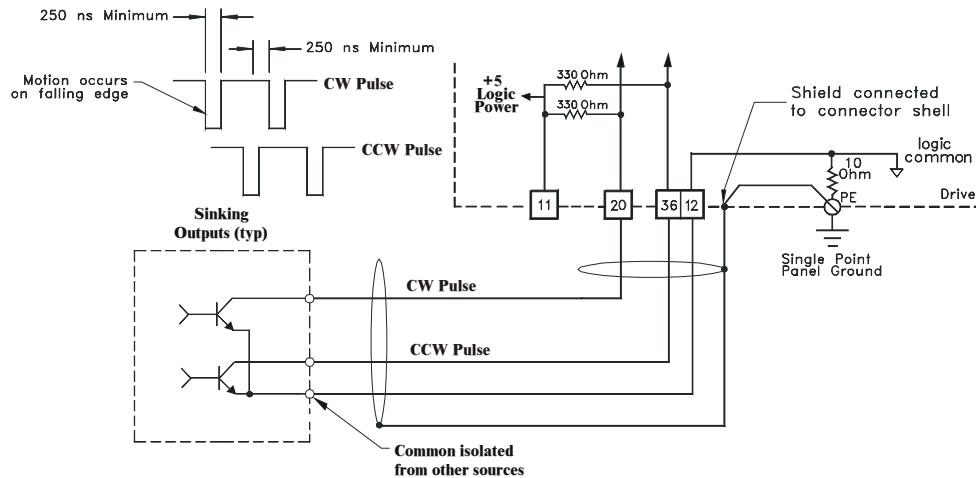 250 ns Minimum
250 ns Minimum
Motion occurs
on falling edge
CW Pulse
CCW Pulse
+5
Logic
Power
330 Ohm
330 Ohm
Shield connected
to connector shell
logic
common
10
Ohm
PE
Drive
11
20
36
12
Single Point
Panel Ground
Sinking
Outputs (typ)
CW Pulse
CCW Pulse
Common isolated
from other sources